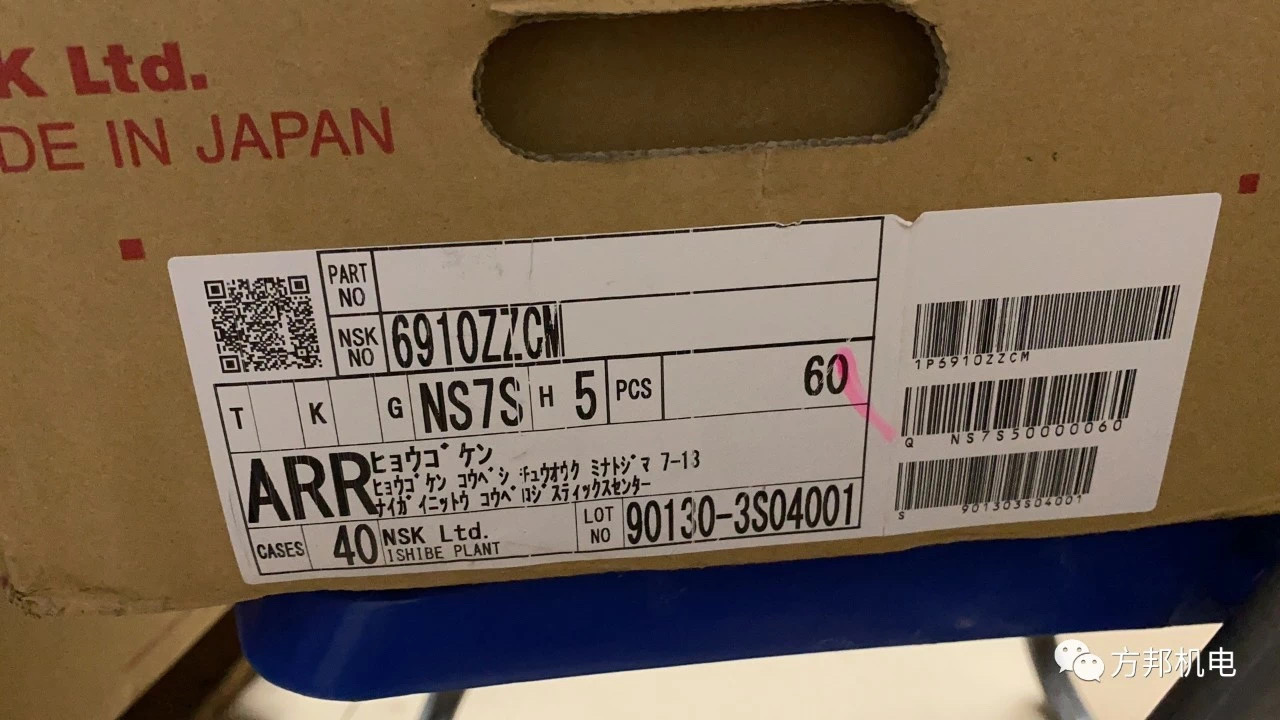 K Ltd.
DE IN JAPAN
PART NO
NSK NO 6910ZZCM
T K G NS7S H 5 PCS 60
ARR ヒョウゴケン
ヒョウゴケン コウベシ チュウオウク ミナトジマ 7-13
ナイガイニットウ コウベロジスティックスセンター
CASES 40 NSK Ltd.
ISHIBE PLANT
LOT NO 90130-3S04001
1P6910ZZCM
Q NS7S50000060
S 901303S04001
方邦机电